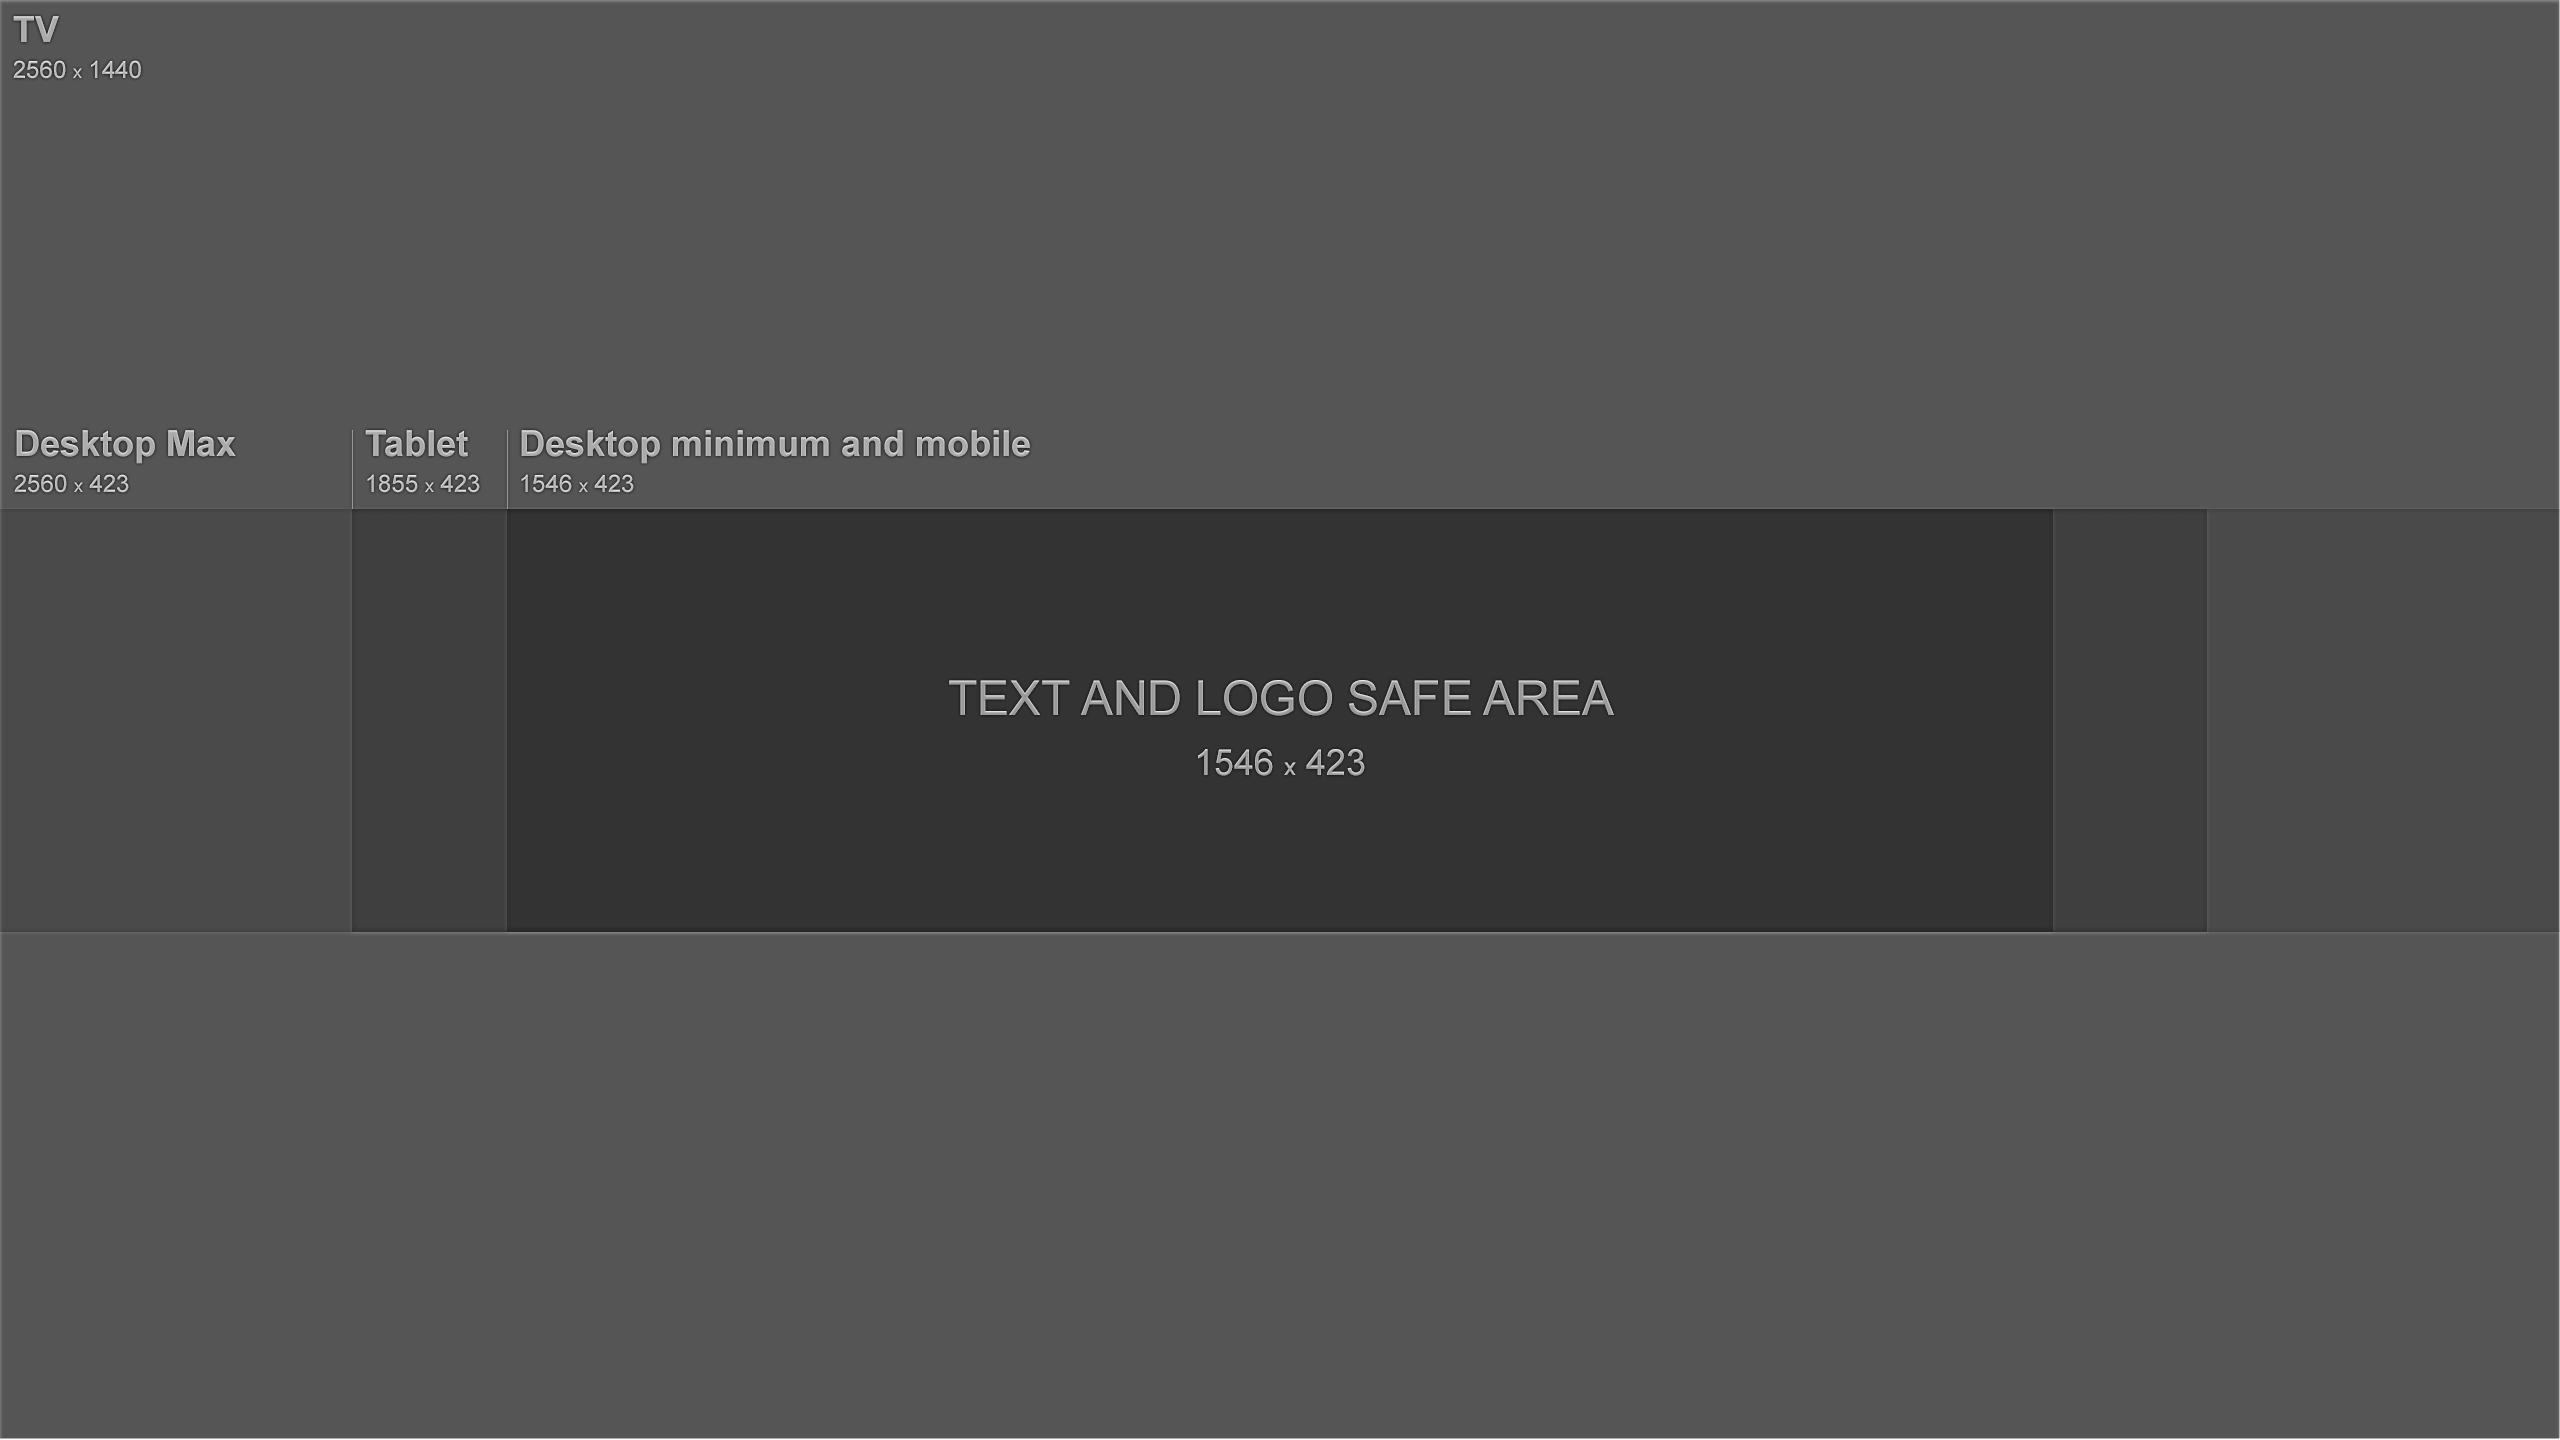 TV
2560 x 1440
Desktop Max
2560 x 423
Tablet
1855 x 423
Desktop minimum and mobile
1546 x 423
TEXT AND LOGO SAFE AREA
1546 x 423